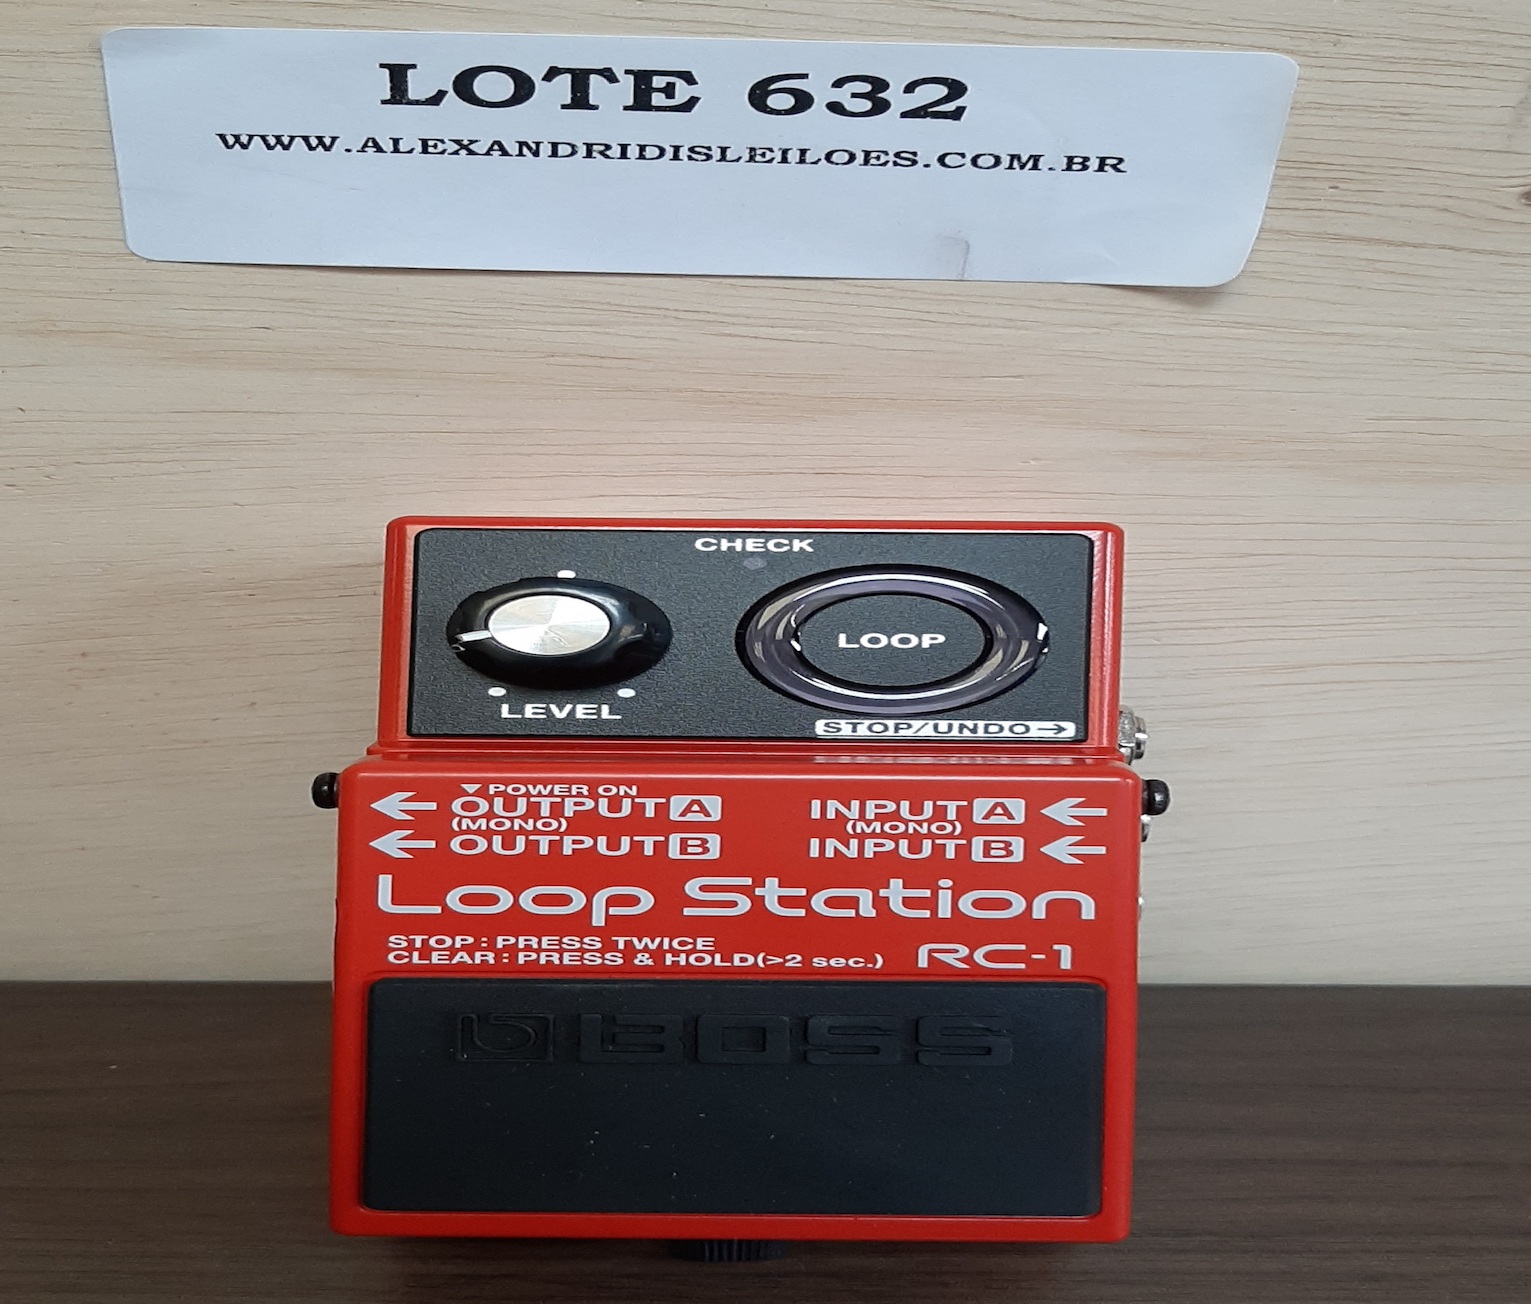 LOTE 632
WWW.ALEXANDRIDISLEILOES.COM.BR
CHECK
LOOP
LEVEL
STOP/UNDO→
▼POWER ON
←OUTPUT A
INPUT A←
(MONO)
(MONO)
←OUTPUT B
INPUT B←
Loop Station
STOP : PRESS TWICE
CLEAR : PRESS & HOLD(>2 sec.)
RC-1
BOSS